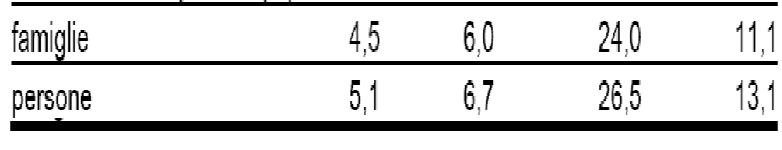 famiglie 4,5 6,0 24,0 11,1
persone 5,1 6,7 26,5 13,1